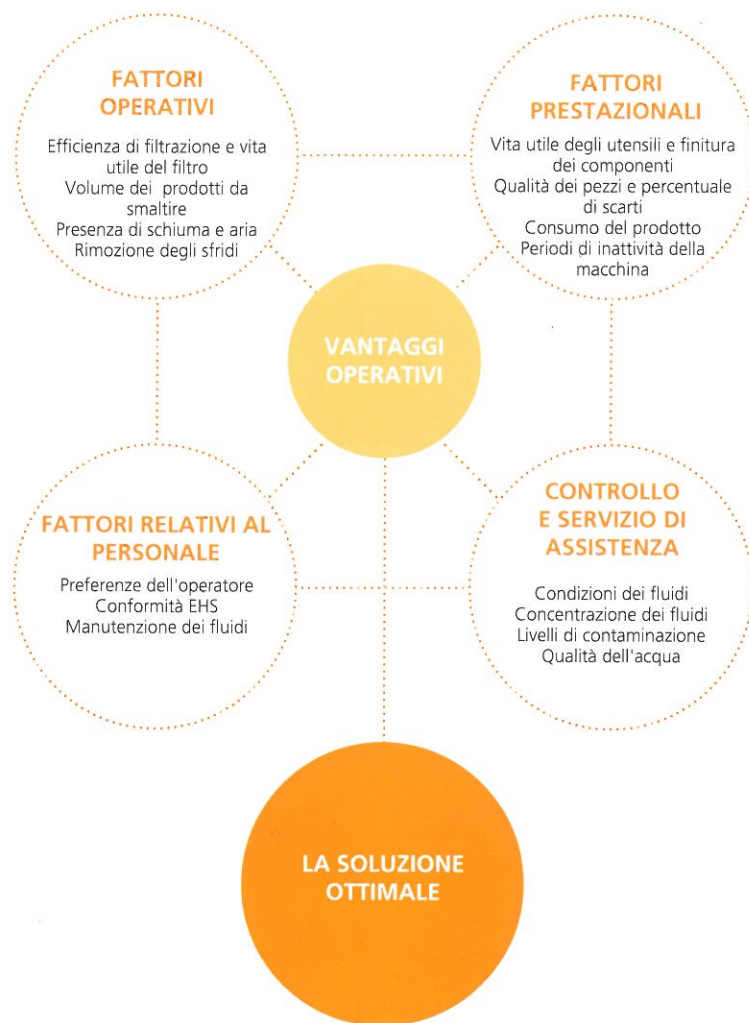 FATTORI
OPERATIVI
Efficienza di filtrazione e vita
utile del filtro
Volume dei prodotti da
smaltire
Presenza di schiuma e aria
Rimozione degli sfridi
FATTORI
PRESTAZIONALI
Vita utile degli utensili e finitura
dei componenti
Qualità dei pezzi e percentuale
di scarti
Consumo del prodotto
Periodi di inattività della
macchina
VANTAGGI
OPERATIVI
FATTORI RELATIVI AL
PERSONALE
Preferenze dell'operatore
Conformità EHS
Manutenzione dei fluidi
CONTROLLO
E SERVIZIO DI
ASSISTENZA
Condizioni dei fluidi
Concentrazione dei fluidi
Livelli di contaminazione
Qualità dell'acqua
LA SOLUZIONE
OTTIMALE